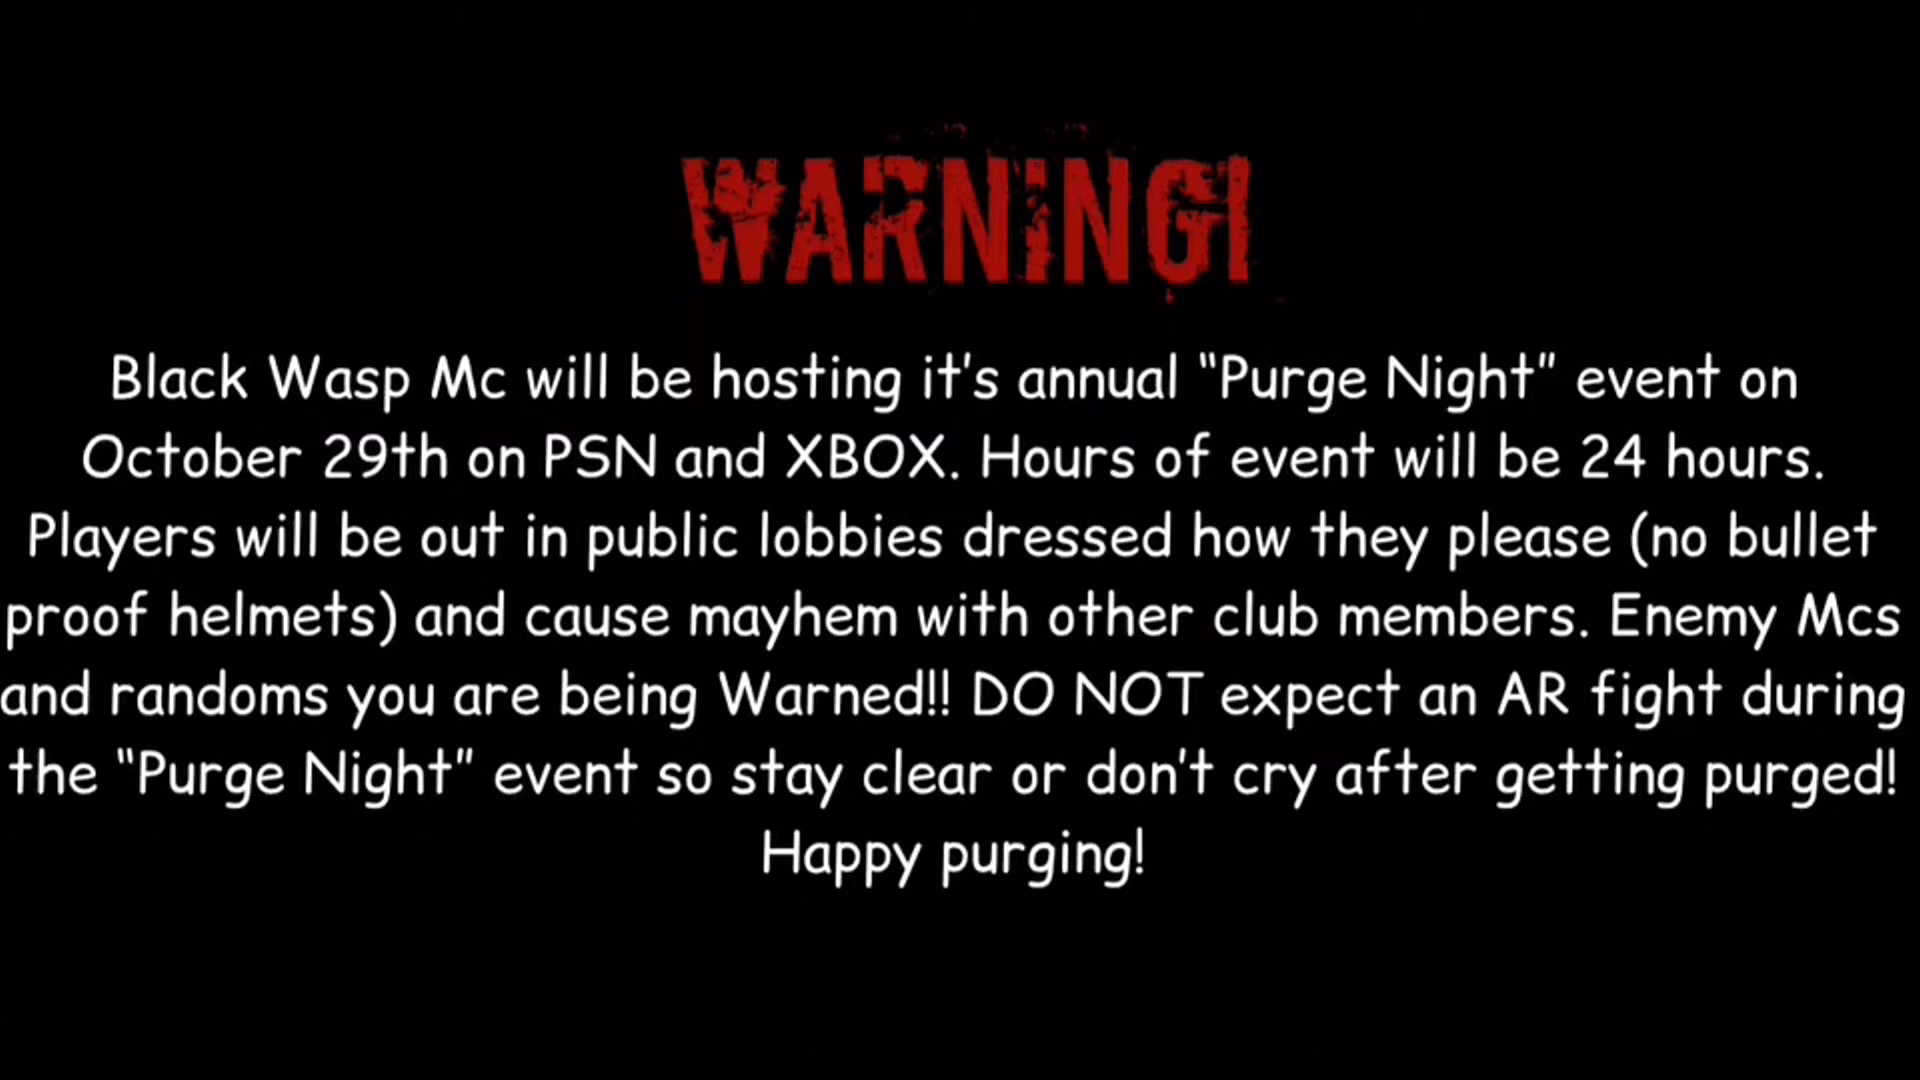 WARNING!
Black Wasp Mc will be hosting it's annual "Purge Night" event on
October 29th on PSN and XBOX. Hours of event will be 24 hours.
Players will be out in public lobbies dressed how they please (no bullet
proof helmets) and cause mayhem with other club members. Enemy Mcs
and randoms you are being Warned!! DO NOT expect an AR fight during
the "Purge Night" event so stay clear or don't cry after getting purged!
Happy purging!